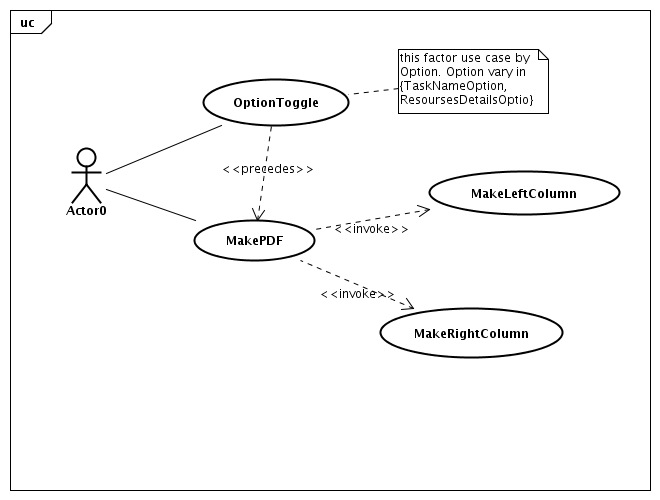 uc
this factor use case by
Option. Option vary in
{TaskNameOption,
ResoursesDetailsOptio}
OptionToggle
<<precedes>>
Actor0
MakePDF
MakeLeftColumn
<<invoke>>
<<invoke>>
MakeRightColumn